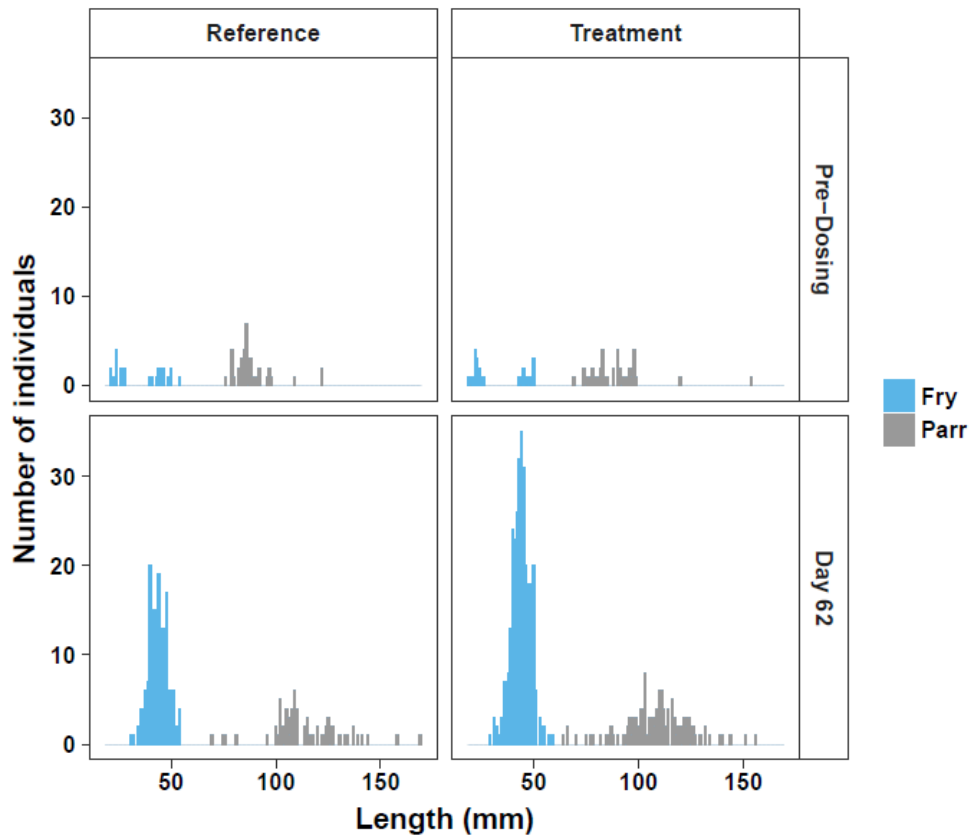 Reference
Treatment
Number of individuals
30
20
10
0
Pre−Dosing
30
20
10
0
Day 62
50
100
150
50
100
150
Length (mm)
Fry
Parr